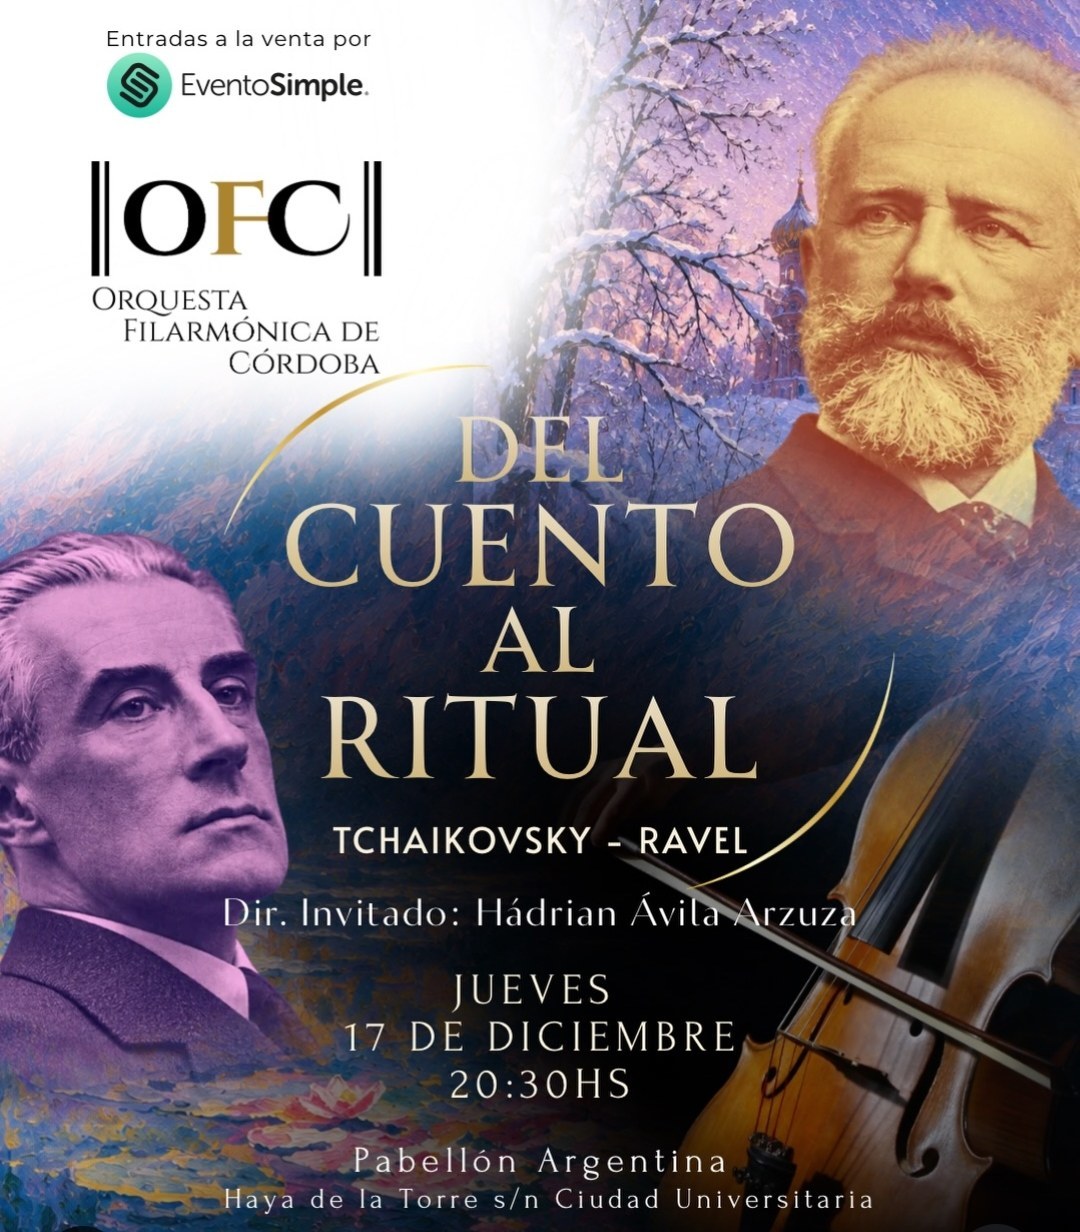 Entradas a la venta por
EventoSimple.
OFC
ORQUESTA
FILARMÓNICA DE
CÓRDOBA
DEL
CUENTO
AL
RITUAL
TCHAIKOVSKY - RAVEL
Dir. Invitado: Hádrian Ávila Arzuza
JUEVES
17 DE DICIEMBRE
20:30HS
Pabellón Argentina
Haya de la Torre s/n Ciudad Universitaria